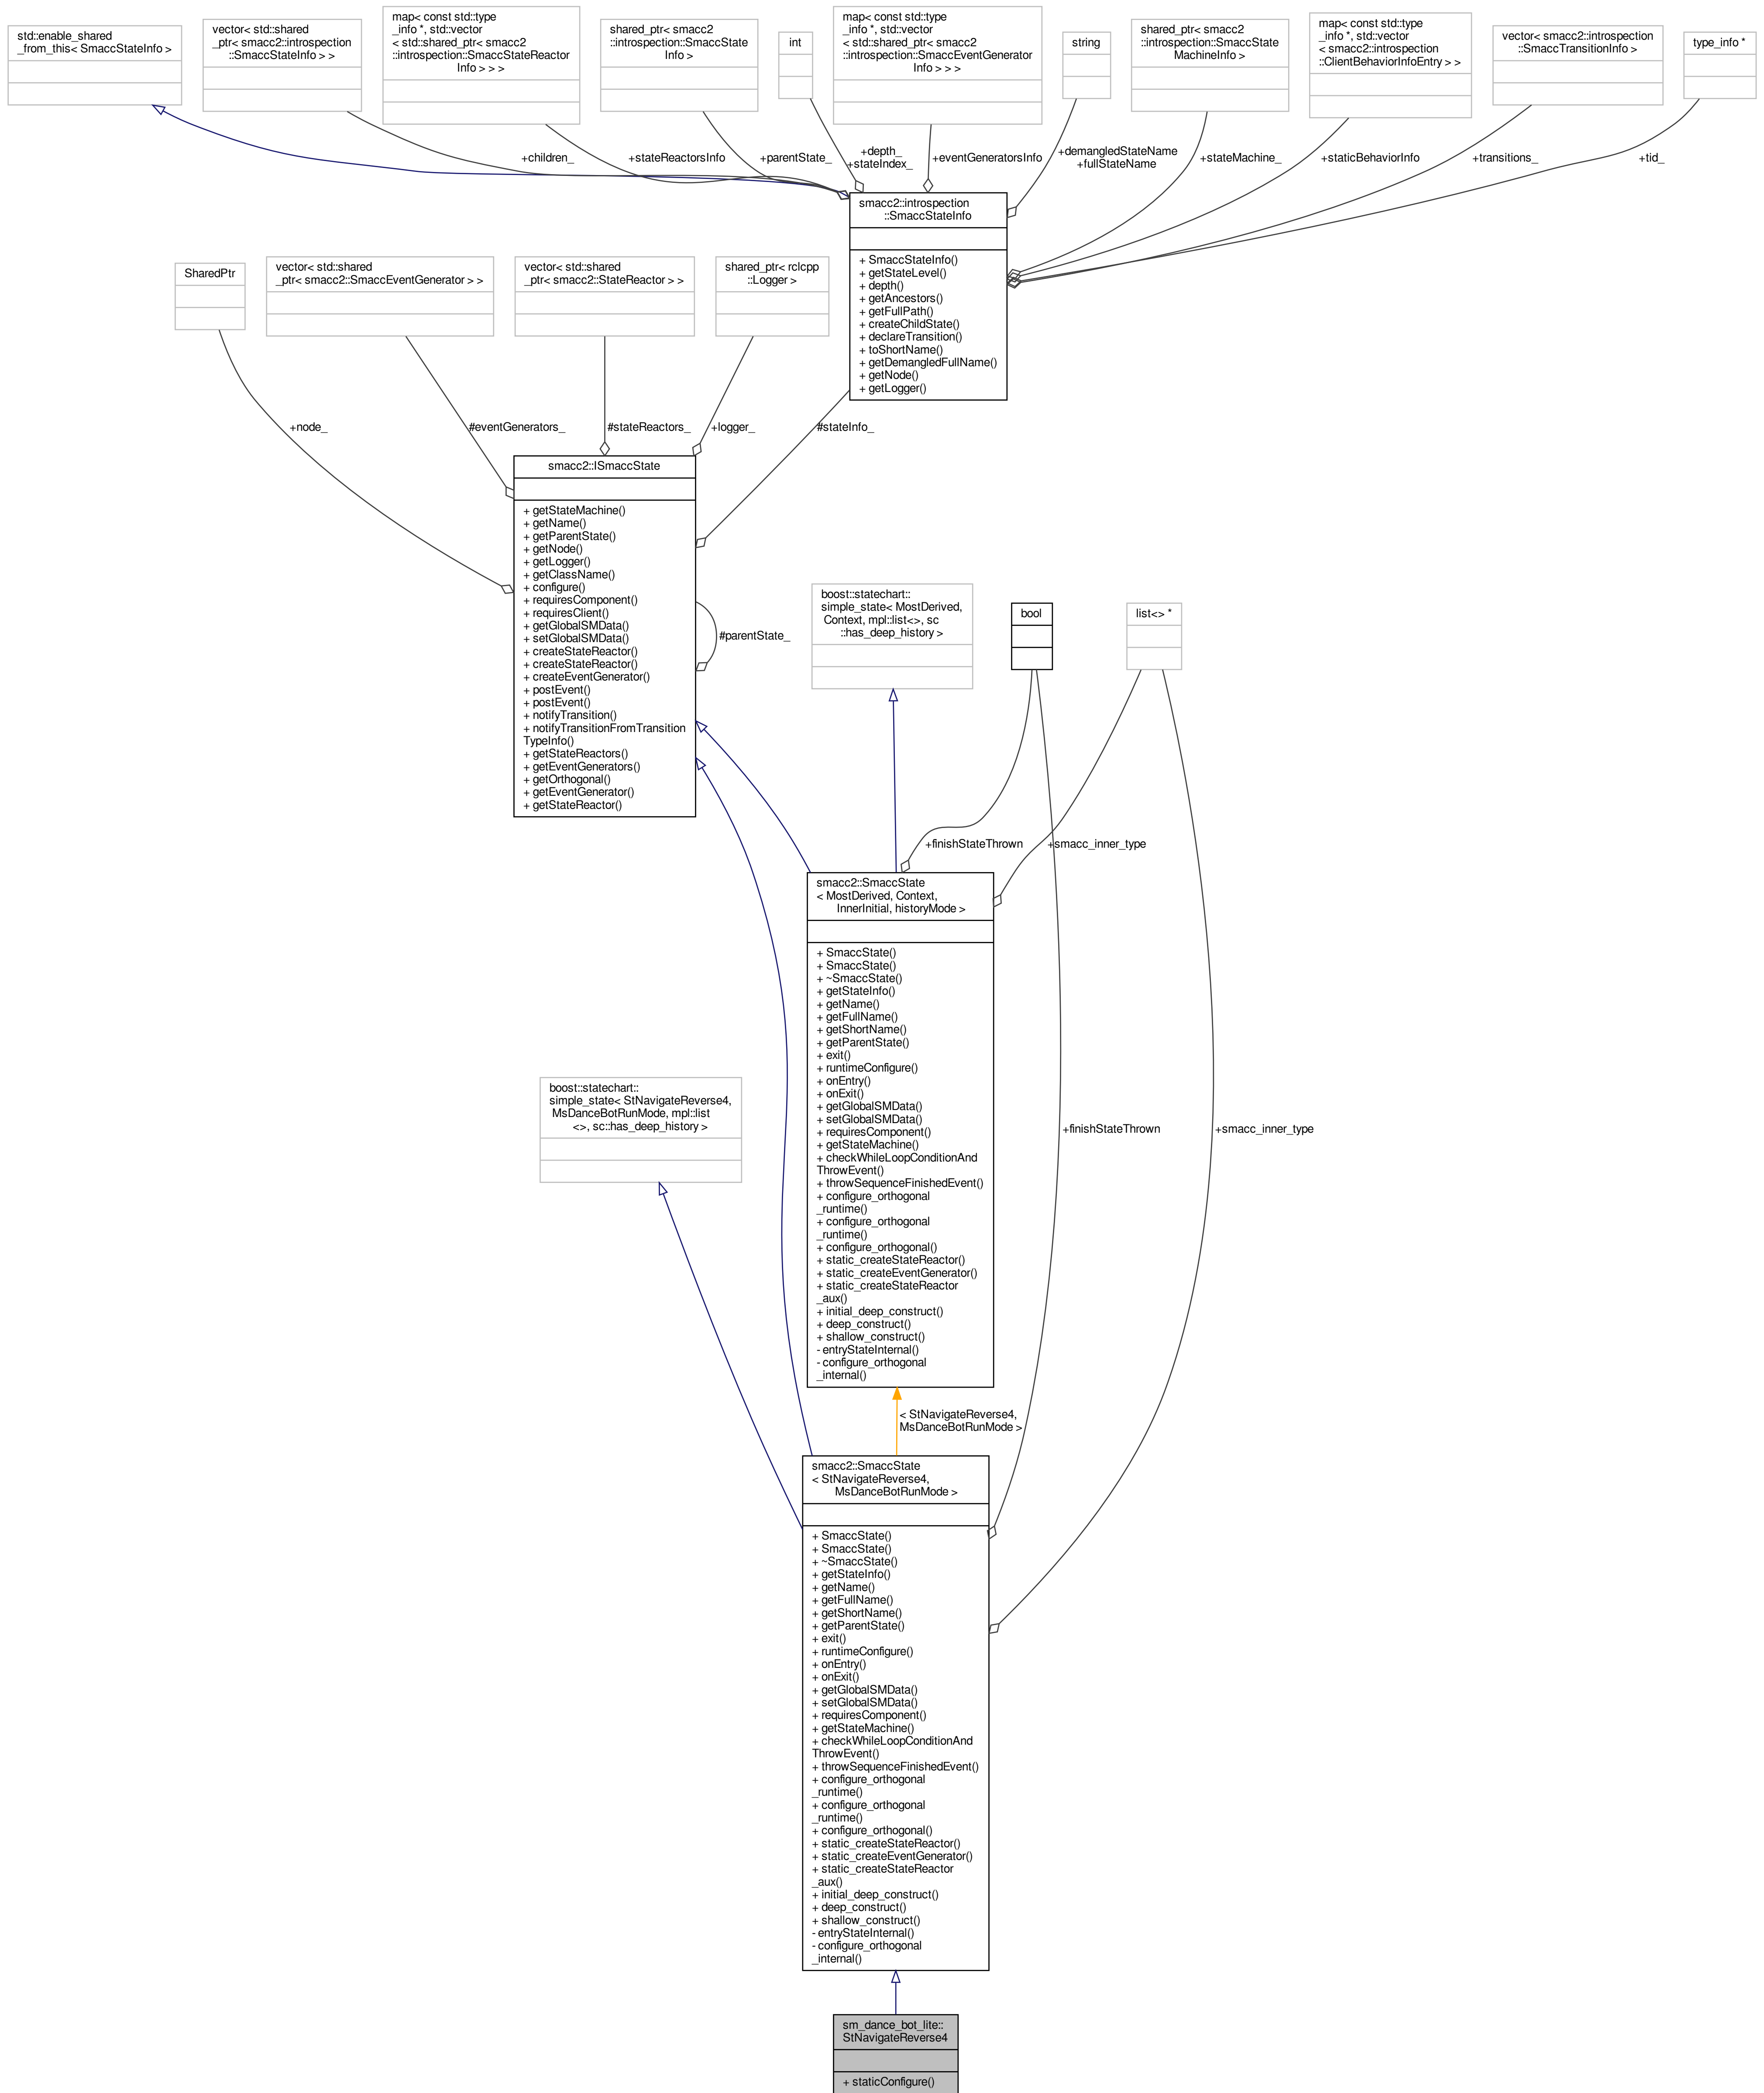 std::enable_shared
_from_this< SmaccStateInfo >
vector< std::shared
_ptr< smacc2::introspection
::SmaccStateInfo > >
map< const std::type
_info *, std::vector
< std::shared_ptr< smacc2
::introspection::SmaccStateReactor
Info > > >
shared_ptr< smacc2
::introspection::SmaccState
Info >
int
map< const std::type
_info *, std::vector
< std::shared_ptr< smacc2
::introspection::SmaccEventGenerator
Info > > >
string
shared_ptr< smacc2
::introspection::SmaccState
MachineInfo >
map< const std::type
_info *, std::vector
< smacc2::introspection
::ClientBehaviorInfoEntry > >
vector< smacc2::introspection
::SmaccTransitionInfo >
type_info *
+children_
+stateReactorsInfo
+parentState_
+depth_
+stateIndex_
+eventGeneratorsInfo
+demangledStateName
+fullStateName
+stateMachine_
+staticBehaviorInfo
+transitions_
+tid_
smacc2::introspection
::SmaccStateInfo
+ SmaccStateInfo()
+ getStateLevel()
+ depth()
+ getAncestors()
+ getFullPath()
+ createChildState()
+ declareTransition()
+ toShortName()
+ getDemangledFullName()
+ getNode()
+ getLogger()
SharedPtr
vector< std::shared
_ptr< smacc2::SmaccEventGenerator > >
vector< std::shared
_ptr< smacc2::StateReactor > >
shared_ptr< rclcpp
::Logger >
+node_
#eventGenerators_
#stateReactors_
+logger_
#stateInfo_
smacc2::ISmaccState
+ getStateMachine()
+ getName()
+ getParentState()
+ getNode()
+ getLogger()
+ getClassName()
+ configure()
+ requiresComponent()
+ requiresClient()
+ getGlobalSMData()
+ setGlobalSMData()
+ createStateReactor()
+ createStateReactor()
+ createEventGenerator()
+ postEvent()
+ postEvent()
+ notifyTransition()
+ notifyTransitionFromTransition
TypeInfo()
+ getStateReactors()
+ getEventGenerators()
+ getOrthogonal()
+ getEventGenerator()
+ getStateReactor()
#parentState_
boost::statechart::
simple_state< MostDerived,
Context, mpl::list<>, sc
::has_deep_history >
bool
list<> *
+finishStateThrown
+smacc_inner_type
smacc2::SmaccState
< MostDerived, Context,
InnerInitial, historyMode >
+ SmaccState()
+ SmaccState()
+ ~SmaccState()
+ getStateInfo()
+ getName()
+ getFullName()
+ getShortName()
+ getParentState()
+ exit()
+ runtimeConfigure()
+ onEntry()
+ onExit()
+ getGlobalSMData()
+ setGlobalSMData()
+ requiresComponent()
+ getStateMachine()
+ checkWhileLoopConditionAnd
ThrowEvent()
+ throwSequenceFinishedEvent()
+ configure_orthogonal
_runtime()
+ configure_orthogonal
_runtime()
+ configure_orthogonal()
+ static_createStateReactor()
+ static_createEventGenerator()
+ static_createStateReactor
_aux()
+ initial_deep_construct()
+ deep_construct()
+ shallow_construct()
- entryStateInternal()
- configure_orthogonal
_internal()
boost::statechart::
simple_state< StNavigateReverse4,
MsDanceBotRunMode, mpl::list
<>, sc::has_deep_history >
+finishStateThrown
+smacc_inner_type
< StNavigateReverse4,
MsDanceBotRunMode >
smacc2::SmaccState
< StNavigateReverse4,
MsDanceBotRunMode >
+ SmaccState()
+ SmaccState()
+ ~SmaccState()
+ getStateInfo()
+ getName()
+ getFullName()
+ getShortName()
+ getParentState()
+ exit()
+ runtimeConfigure()
+ onEntry()
+ onExit()
+ getGlobalSMData()
+ setGlobalSMData()
+ requiresComponent()
+ getStateMachine()
+ checkWhileLoopConditionAnd
ThrowEvent()
+ throwSequenceFinishedEvent()
+ configure_orthogonal
_runtime()
+ configure_orthogonal
_runtime()
+ configure_orthogonal()
+ static_createStateReactor()
+ static_createEventGenerator()
+ static_createStateReactor
_aux()
+ initial_deep_construct()
+ deep_construct()
+ shallow_construct()
- entryStateInternal()
- configure_orthogonal
_internal()
sm_dance_bot_lite::
StNavigateReverse4
+ staticConfigure()